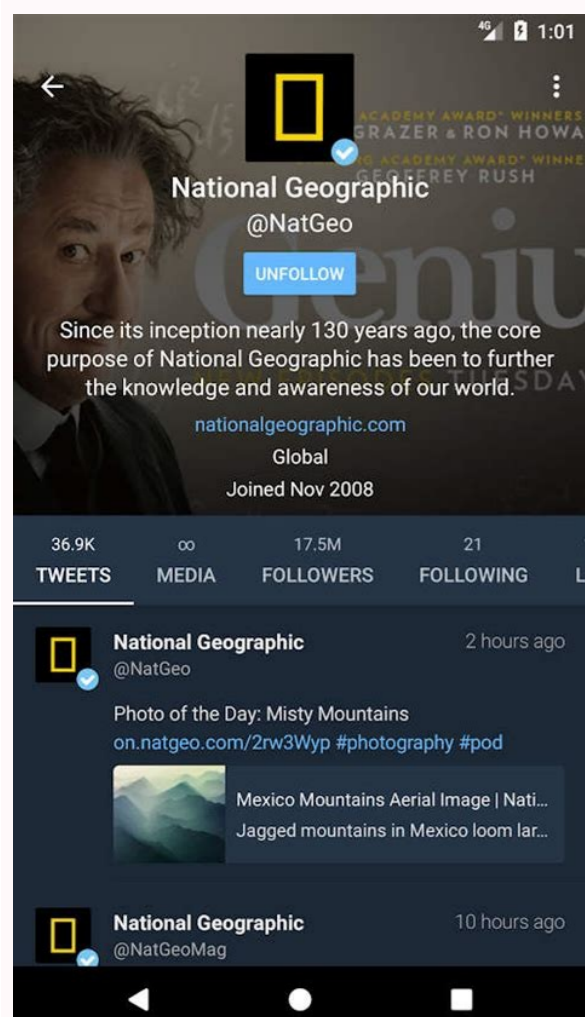 4G 1:01
ACADEMY AWARD® WINNERS
GRAZER & RON HOWA
ACADEMY AWARD® WINNE
GEOFFREY RUSH
Geniu
National Geographic
@NatGeo
UNFOLLOW
Since its inception nearly 130 years ago, the core
purpose of National Geographic has been to further
the knowledge and awareness of our world.
EPISODES TUESDA
nationalgeographic.com
Global
Joined Nov 2008
36.9K ∞ 17.5M 21
TWEETS MEDIA FOLLOWERS FOLLOWING L
National Geographic 2 hours ago
@NatGeo
Photo of the Day: Misty Mountains
on.natgeo.com/2rw3Wyp #photography #pod
Mexico Mountains Aerial Image | Nati...
Jagged mountains in Mexico loom lar...
National Geographic 10 hours ago
@NatGeoMag